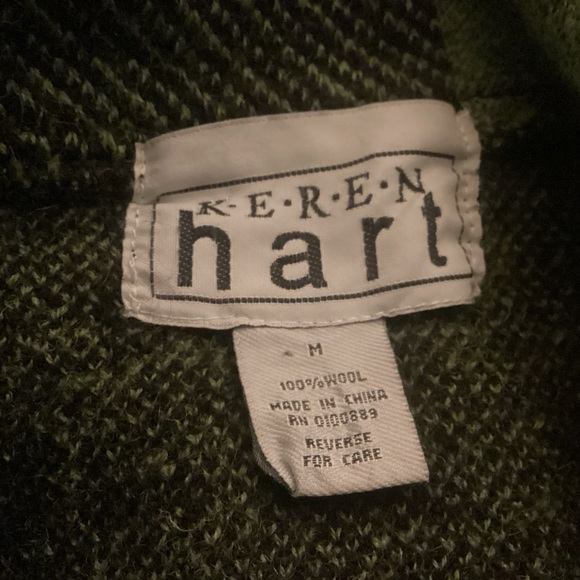 K·E·R·E·N
hart
M
100% WOOL
MADE IN CHINA
RN 0100889
REVERSE
FOR CARE